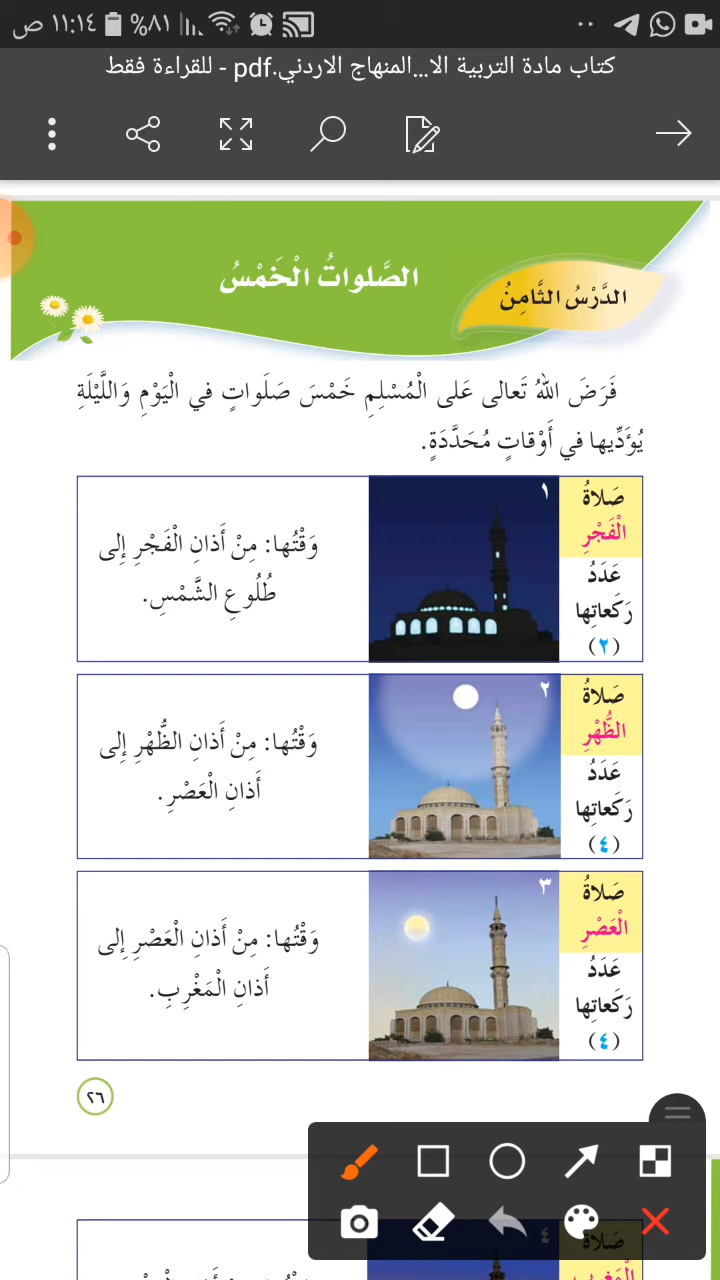 ١١:١٤ ص
%٨١
كتاب مادة التربية الا...المنهاج الاردني.pdf - للقراءة فقط
الدَّرْسُ الثَّامِنُ
الصَّلواتُ الْخَمْسُ
فَرَضَ اللهُ تَعالى عَلى الْمُسْلِمِ خَمْسَ صَلَواتٍ في الْيَوْمِ وَاللَّيْلَةِ
يُؤَدِّيها في أَوْقاتٍ مُحَدَّدَةٍ.
صَلاةُ
الْفَجْرِ
عَدَدُ
رَكَعاتِها
(٢)
١
وَقْتُها: مِنْ أَذانِ الْفَجْرِ إِلى
طُلُوعِ الشَّمْسِ.
صَلاةُ
الظُّهْرِ
عَدَدُ
رَكَعاتِها
(٤)
٢
وَقْتُها: مِنْ أَذانِ الظُّهْرِ إِلى
أَذانِ الْعَصْرِ.
صَلاةُ
الْعَصْرِ
عَدَدُ
رَكَعاتِها
(٤)
٣
وَقْتُها: مِنْ أَذانِ الْعَصْرِ إِلى
أَذانِ الْمَغْرِبِ.
٢٦
صَلاةُ
٤